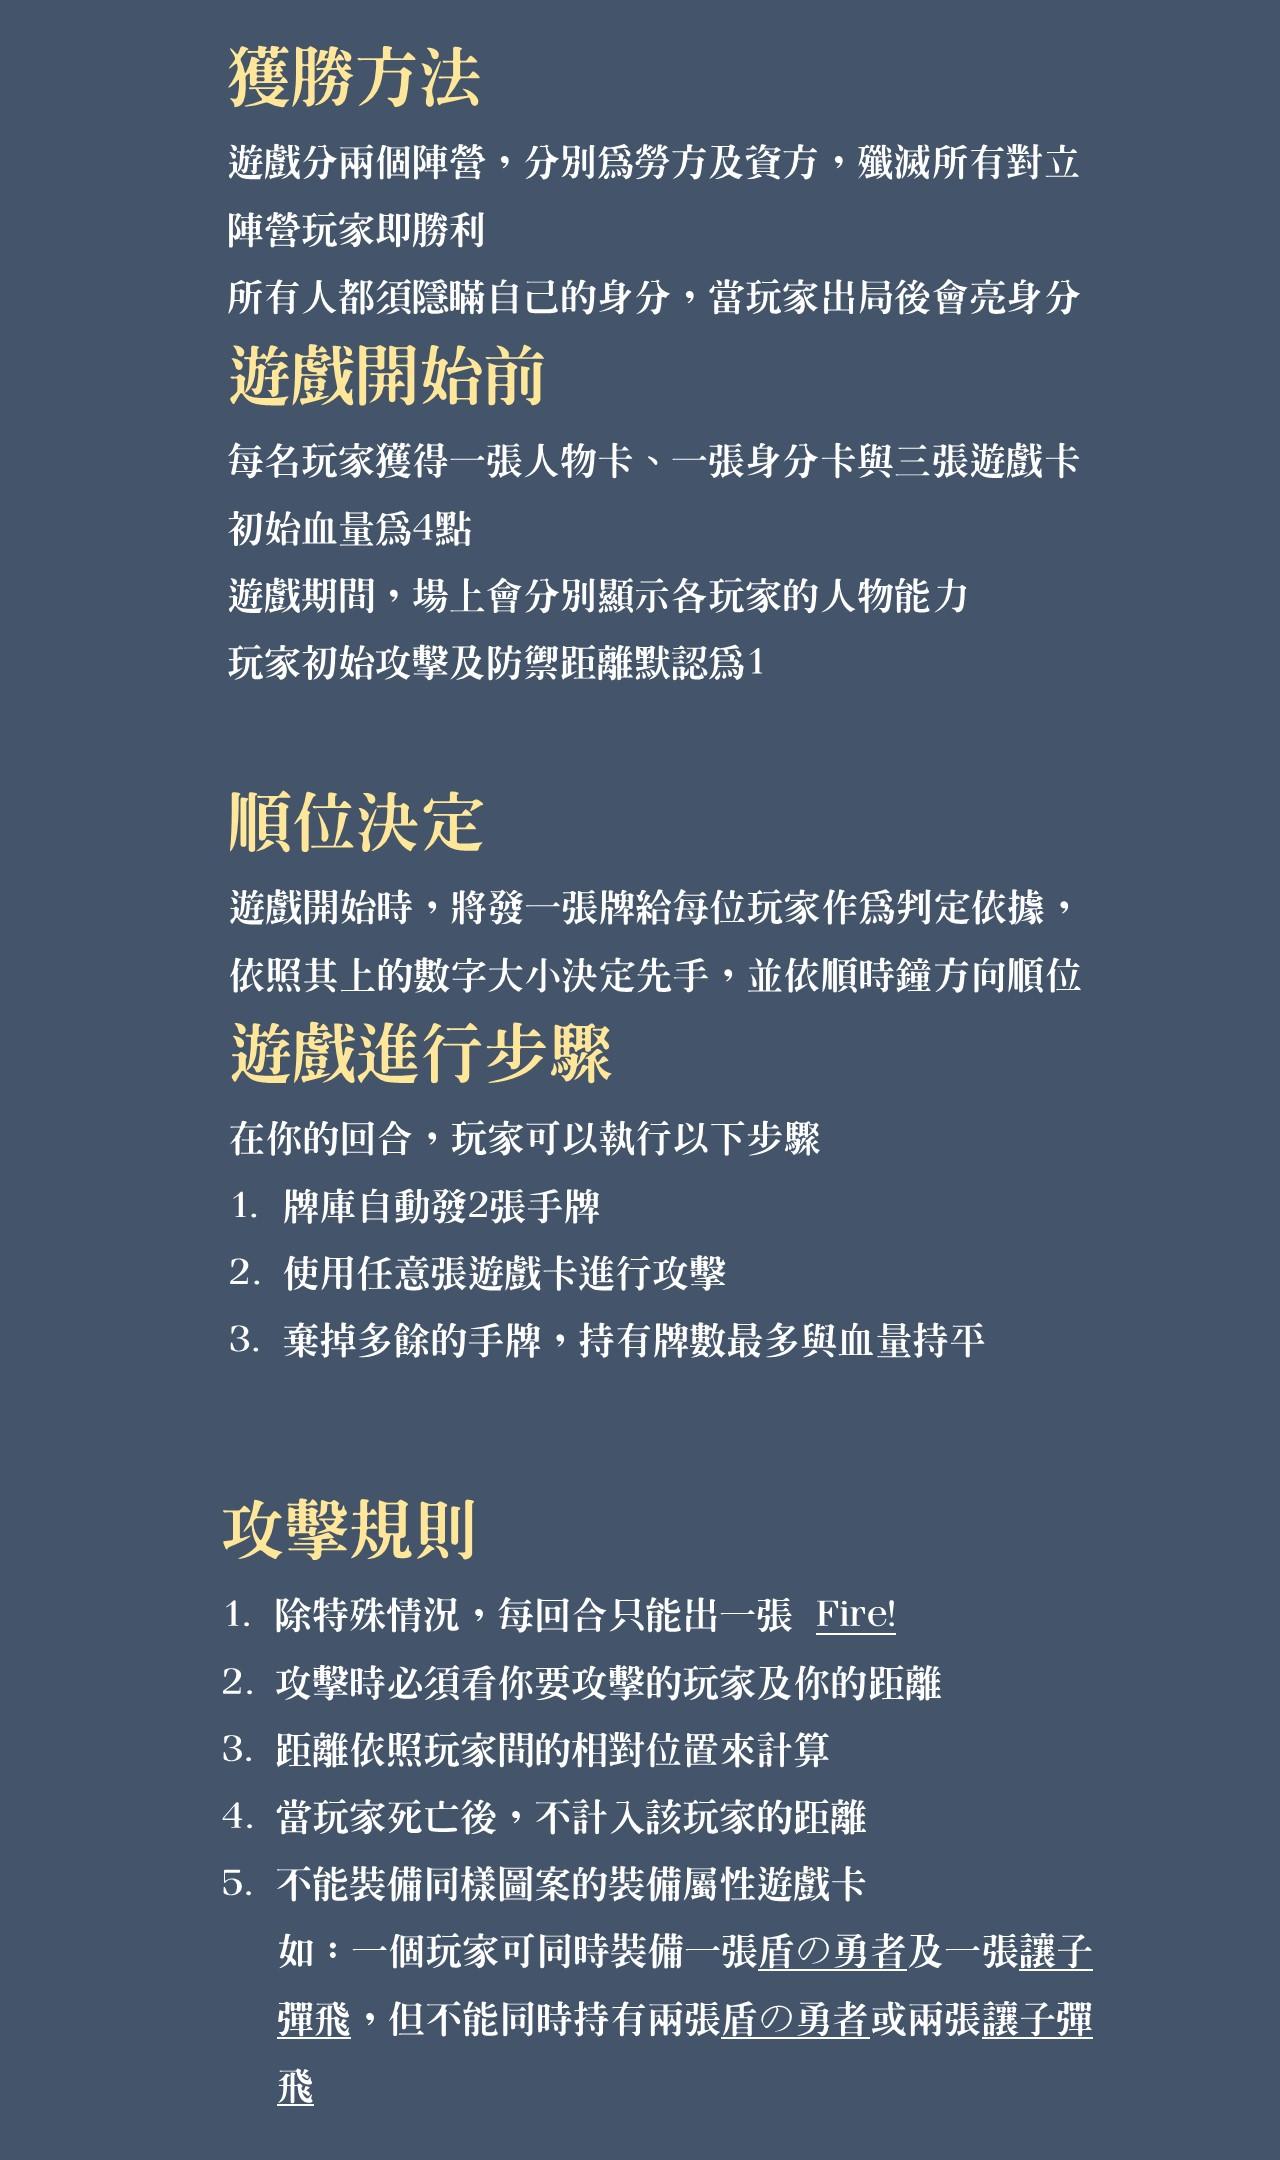 獲勝方法
遊戲分兩個陣營，分別爲勞方及資方，殲滅所有對立
陣營玩家即勝利
所有人都須隱瞞自己的身分，當玩家出局後會亮身分
遊戲開始前
每名玩家獲得一張人物卡、一張身分卡與三張遊戲卡
初始血量爲4點
遊戲期間，場上會分別顯示各玩家的人物能力
玩家初始攻擊及防禦距離默認爲1
順位決定
遊戲開始時，將發一張牌給每位玩家作爲判定依據，
依照其上的數字大小決定先手，並依順時鐘方向順位
遊戲進行步驟
在你的回合，玩家可以執行以下步驟
1. 牌庫自動發2張手牌
2. 使用任意張遊戲卡進行攻擊
3. 棄掉多餘的手牌，持有牌數最多與血量持平
攻擊規則
1. 除特殊情況，每回合只能出一張 Fire!
2. 攻擊時必須看你要攻擊的玩家及你的距離
3. 距離依照玩家間的相對位置來計算
4. 當玩家死亡後，不計入該玩家的距離
5. 不能裝備同樣圖案的裝備屬性遊戲卡
如：一個玩家可同時裝備一張盾の勇者及一張讓子
彈飛，但不能同時持有兩張盾の勇者或兩張讓子彈
飛